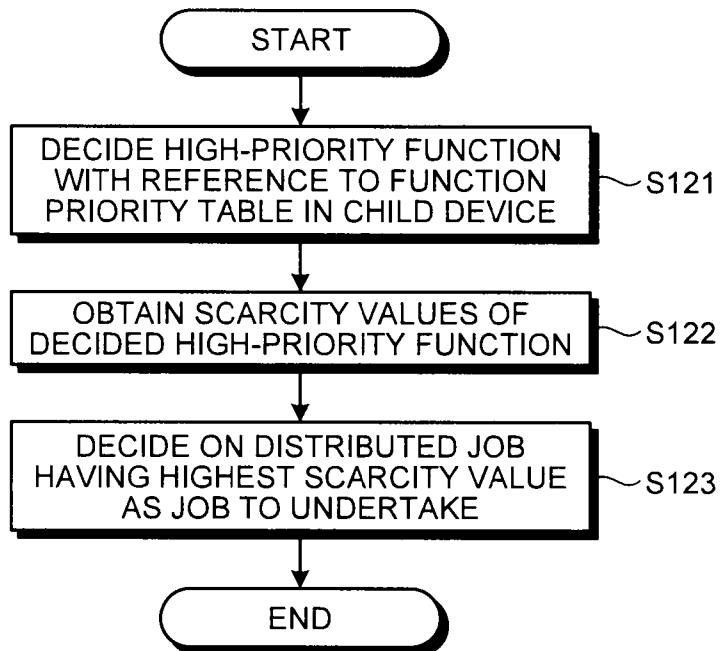 START
DECIDE HIGH-PRIORITY FUNCTION
WITH REFERENCE TO FUNCTION
PRIORITY TABLE IN CHILD DEVICE
S121
OBTAIN SCARCITY VALUES OF
DECIDED HIGH-PRIORITY FUNCTION
S122
DECIDE ON DISTRIBUTED JOB
HAVING HIGHEST SCARCITY VALUE
AS JOB TO UNDERTAKE
S123
END